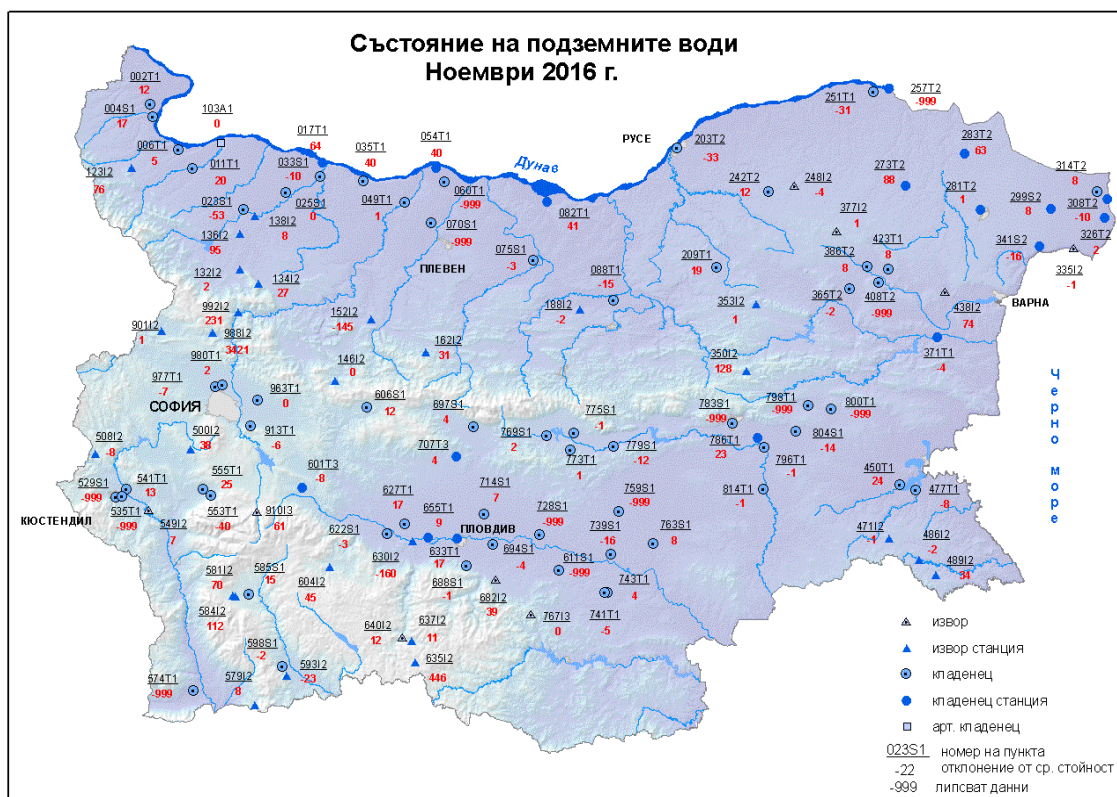 Състояние на подземните води
Ноември 2016 г.
002T1
12
004S1
17
103A1
0
006T1
5
123I2
76
011T1
20
017T1
64
033S1
-10
035T1
40
054T1
40
023S1
-53
025S1
0
138I2
8
136I2
95
049T1
1
060T1
-999
070S1
-999
Дунав
082T1
41
075S1
-3
ПЛЕВЕН
РУСЕ
203T2
-33
251T1
-31
257T2
-999
283T2
63
242T2
12
248I2
-4
273T2
88
314T2
8
281T2
1
299S2
8
308T2
-10
377I2
1
423T1
8
386T2
8
341S2
-16
326T2
2
335I2
-1
ВАРНА
209T1
19
088T1
-15
365T2
-2
408T2
-999
438I2
74
132I2
2
134I2
27
992I2
231
901I2
1
988I2
3421
152I2
-145
188I2
-2
353I2
1
162I2
31
350I2
128
371T1
-4
980T1
2
977T1
-7
146I2
0
963T1
0
СОФИЯ
606S1
12
697S1
4
775S1
-1
783S1
-999
798T1
-999
800T1
-999
Черно море
913T1
-6
500I2
38
508I2
-8
769S1
2
773T1
1
779S1
-12
786T1
23
804S1
-14
796T1
-1
707T3
4
601T3
-8
555T1
25
541T1
13
529S1
-999
535T1
-999
КЮСТЕНДИЛ
549I2
7
553T1
-40
910I3
61
627T1
17
655T1
9
714S1
7
ПЛОВДИВ
728S1
-999
759S1
-999
814T1
-1
450T1
24
477T1
-8
622S1
-3
630I2
-160
633T1
17
694S1
-4
739S1
-16
763S1
8
471I2
-1
486I2
-2
489I2
34
581I2
70
585S1
15
604I2
45
688S1
-1
682I2
39
611S1
-999
743T1
4
741T1
-5
584I2
112
767I3
0
640I2
12
637I2
11
635I2
446
598S1
-2
593I2
-23
574T1
-999
579I2
8
извор
извор станция
кладенец
кладенец станция
арт. кладенец
023S1 номер на пункта
-22 отклонение от ср. стойност
-999 липсват данни